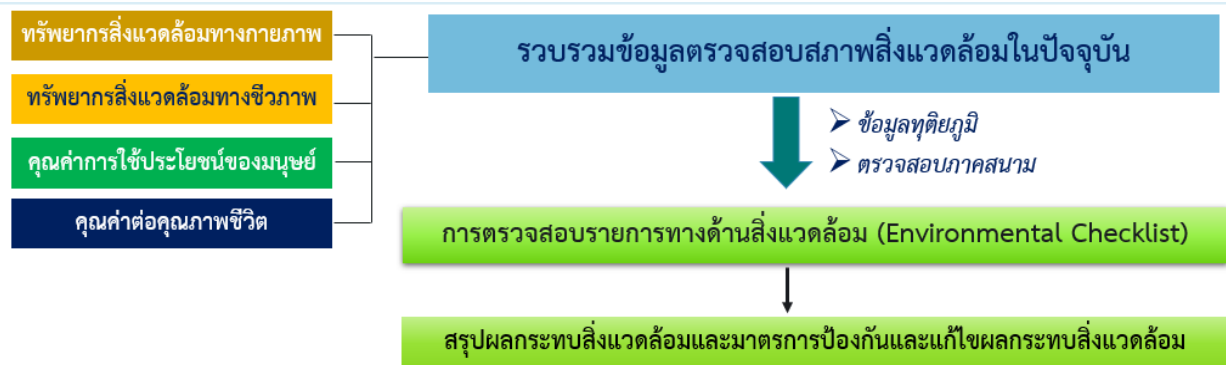 ทรัพยากรสิ่งแวดล้อมทางกายภาพ
ทรัพยากรสิ่งแวดล้อมทางชีวภาพ
คุณค่าการใช้ประโยชน์ของมนุษย์
คุณค่าต่อคุณภาพชีวิต
รวบรวมข้อมูลตรวจสอบสภาพสิ่งแวดล้อมในปัจจุบัน
➢ ข้อมูลทุติยภูมิ
➢ ตรวจสอบภาคสนาม
การตรวจสอบรายการทางด้านสิ่งแวดล้อม (Environmental Checklist)
สรุปผลกระทบสิ่งแวดล้อมและมาตรการป้องกันและแก้ไขผลกระทบสิ่งแวดล้อม